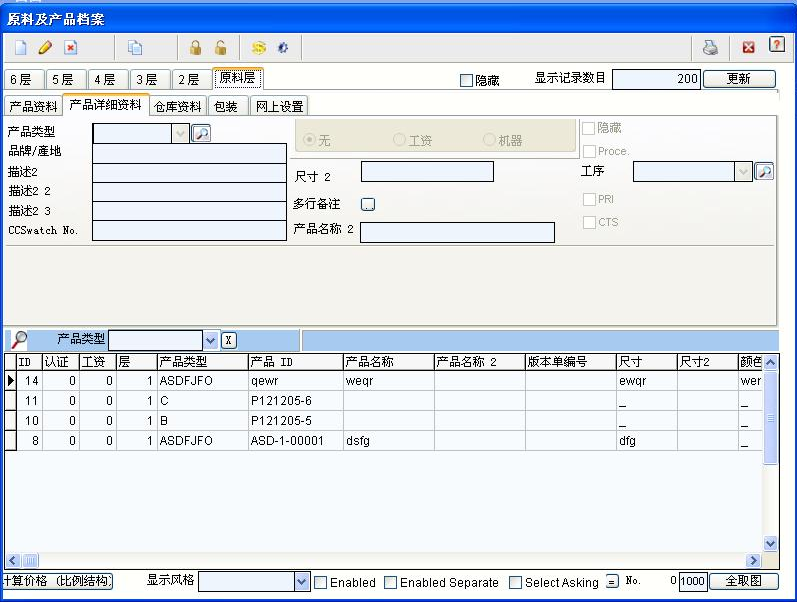 原料及产品档案
6层 5层 4层 3层 2层 原料层 隐藏 显示记录数目 200 更新
产品资料 产品详细资料 仓库资料 包装 网上设置
产品类型 无 工资 机器 隐藏
品牌/產地 Proce.
描述2 尺寸 2 工序
描述2 2
多行备注 .. PRI
描述2 3
CCSwatch No. 产品名称 2 CTS
产品类型 X
ID 认证 工资 层 产品类型 产品 ID 产品名称 产品名称 2 版本单编号 尺寸 尺寸2 颜色
14 0 0 1 ASDFJFO qewr weqr ewqr wer
11 0 0 1 C P121205-6 _ _
10 0 0 1 B P121205-5 _ _
8 0 0 1 ASDFJFO ASD-1-00001 dsfg dfg _
计算价格 (比例结构) 显示风格 Enabled Enabled Separate Select Asking = No. 0 1000 全取图